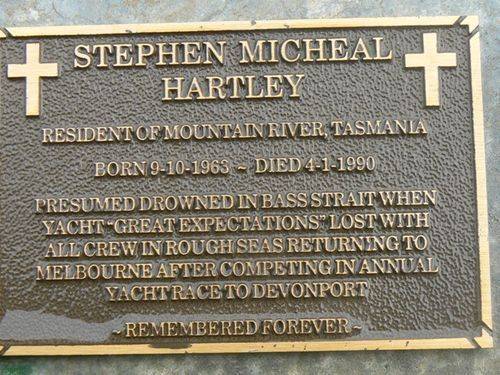 STEPHEN MICHEAL
HARTLEY
RESIDENT OF MOUNTAIN RIVER, TASMANIA
BORN 9-10-1963 ~ DIED 4-1-1990
PRESUMED DROWNED IN BASS STRAIT WHEN
YACHT "GREAT EXPECTATIONS" LOST WITH
ALL CREW IN ROUGH SEAS RETURNING TO
MELBOURNE AFTER COMPETING IN ANNUAL
YACHT RACE TO DEVONPORT
~ REMEMBERED FOREVER ~